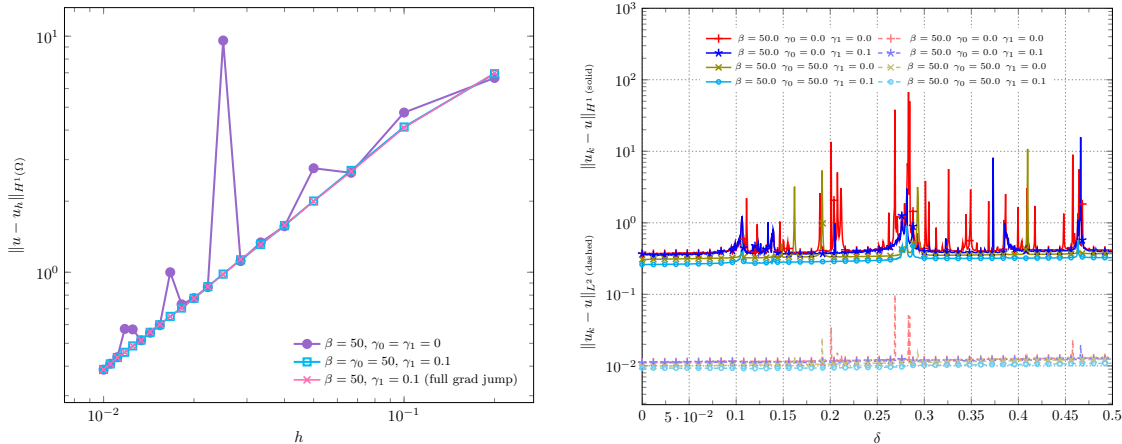 10^1
10^0
10^{-2}
10^{-1}
‖u − u_h‖_{H^1(Ω)}
h
β = 50, γ_0 = γ_1 = 0
β = γ_0 = 50, γ_1 = 0.1
β = 50, γ_1 = 0.1 (full grad jump)
10^3
10^2
10^1
10^0
10^{-1}
10^{-2}
‖u_k − u‖_{L^2 (dashed)}
‖u_k − u‖_{H^1 (solid)}
β = 50.0 γ_0 = 0.0 γ_1 = 0.0
β = 50.0 γ_0 = 0.0 γ_1 = 0.0
β = 50.0 γ_0 = 0.0 γ_1 = 0.1
β = 50.0 γ_0 = 0.0 γ_1 = 0.1
β = 50.0 γ_0 = 50.0 γ_1 = 0.0
β = 50.0 γ_0 = 50.0 γ_1 = 0.0
β = 50.0 γ_0 = 50.0 γ_1 = 0.1
β = 50.0 γ_0 = 50.0 γ_1 = 0.1
0 5 · 10^{-2} 0.1 0.15 0.2 0.25 0.3 0.35 0.4 0.45 0.5
δ